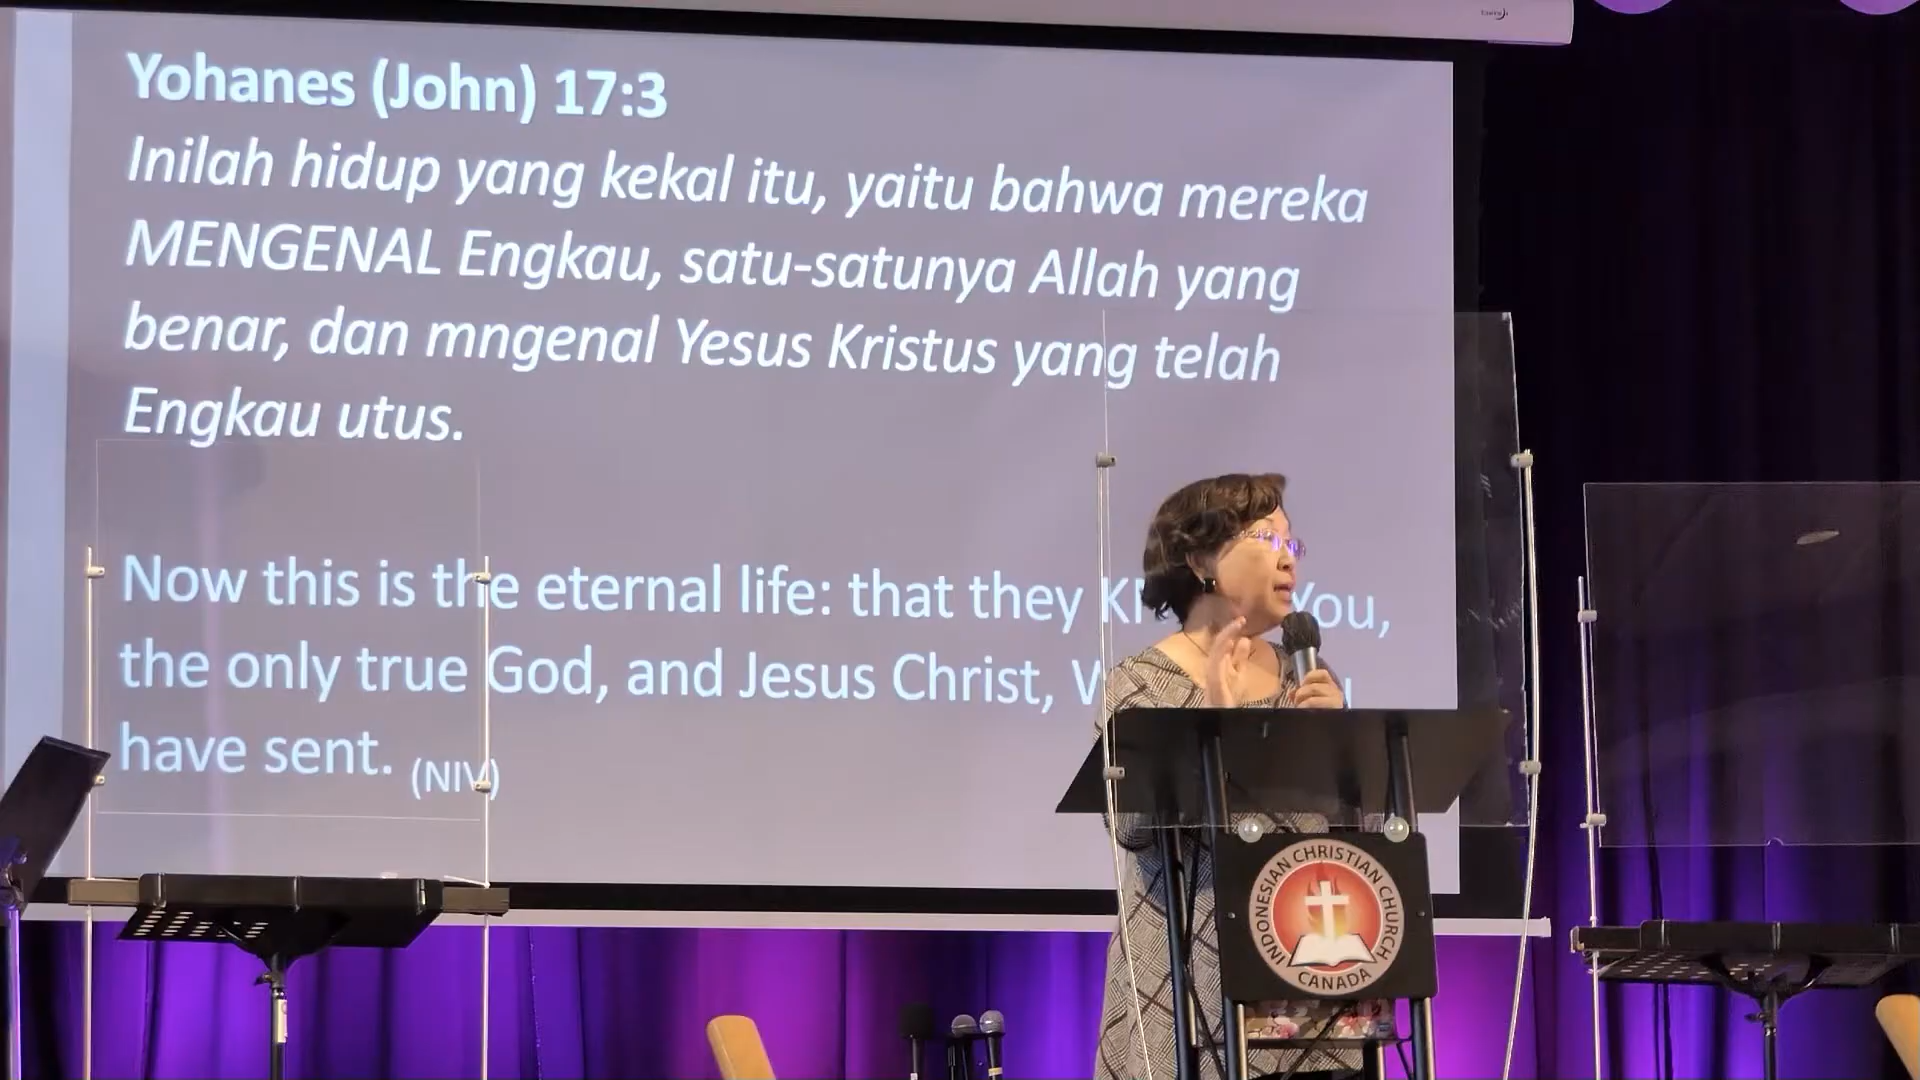 Yohanes (John) 17:3
Inilah hidup yang kekal itu, yaitu bahwa mereka
MENGENAL Engkau, satu-satunya Allah yang
benar, dan mngenal Yesus Kristus yang telah
Engkau utus.
Now this is the eternal life: that they You,
the only true God, and Jesus Christ,
have sent. (NIV)
INDONESIAN CHRISTIAN CHURCH
CANADA